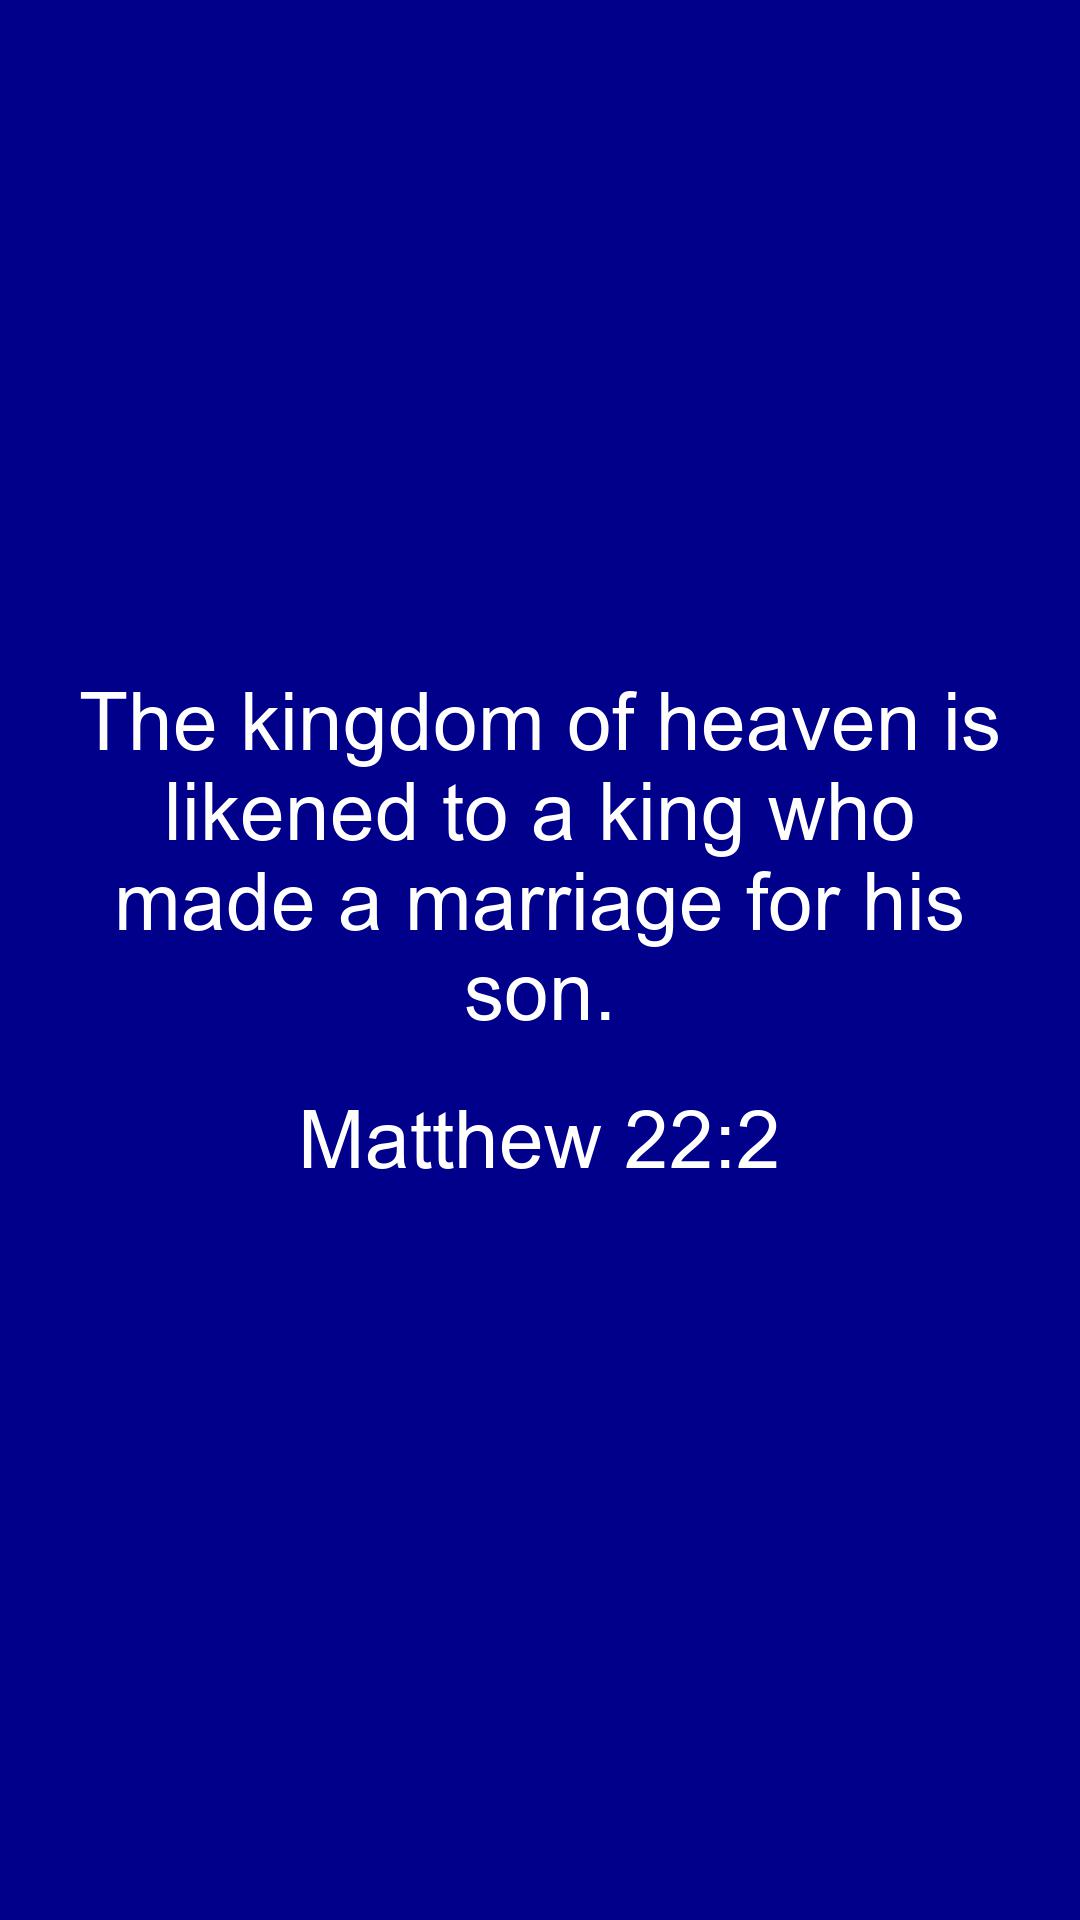 The kingdom of heaven is
likened to a king who
made a marriage for his
son.
Matthew 22:2